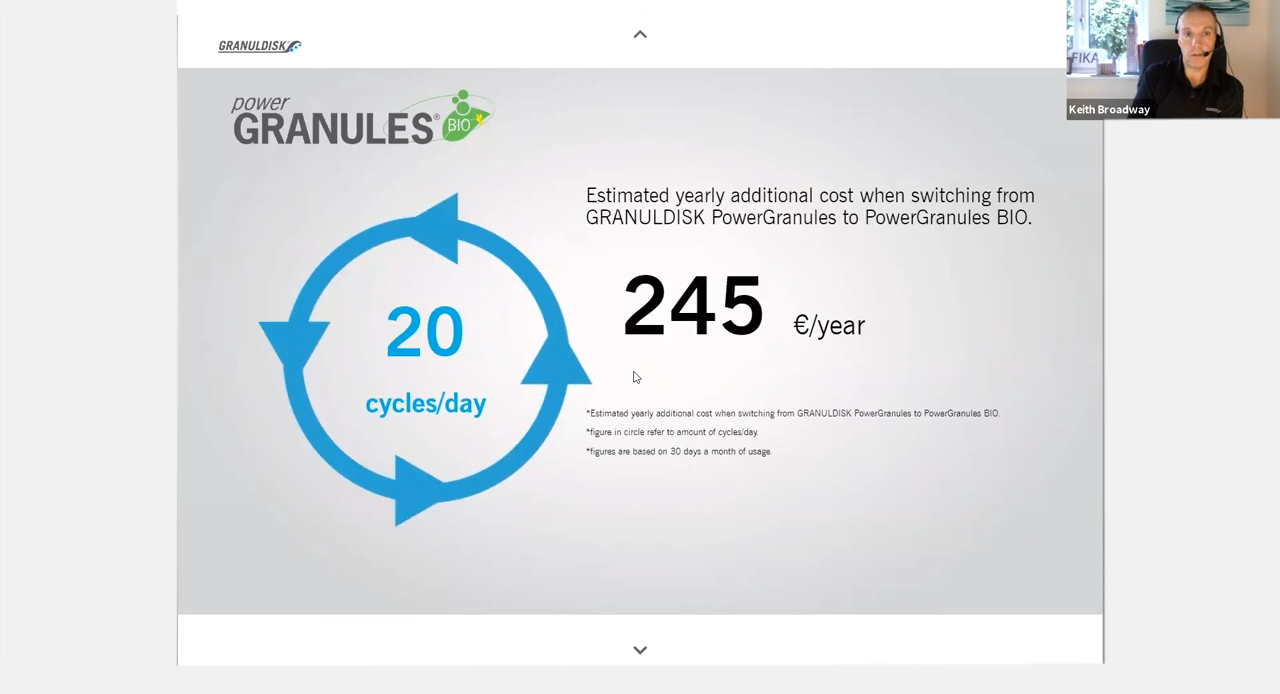 GRANULDISK
power
GRANULES®
BIO
FIKA
Keith Broadway
Estimated yearly additional cost when switching from
GRANULDISK PowerGranules to PowerGranules BIO.
20
cycles/day
245 €/year
*Estimated yearly additional cost when switching from GRANULDISK PowerGranules to PowerGranules BIO.
*figure in circle refer to amount of cycles/day.
*figures are based on 30 days a month of usage.